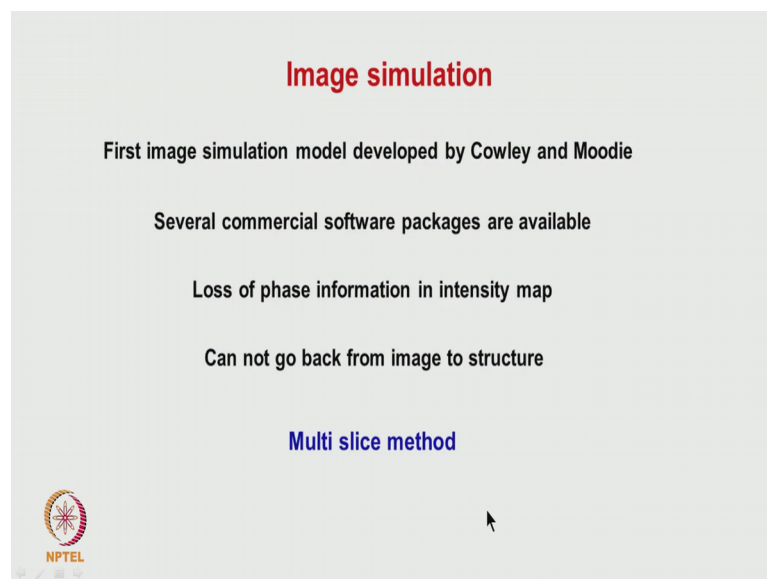 Image simulation
First image simulation model developed by Cowley and Moodie
Several commercial software packages are available
Loss of phase information in intensity map
Can not go back from image to structure
Multi slice method
NPTEL